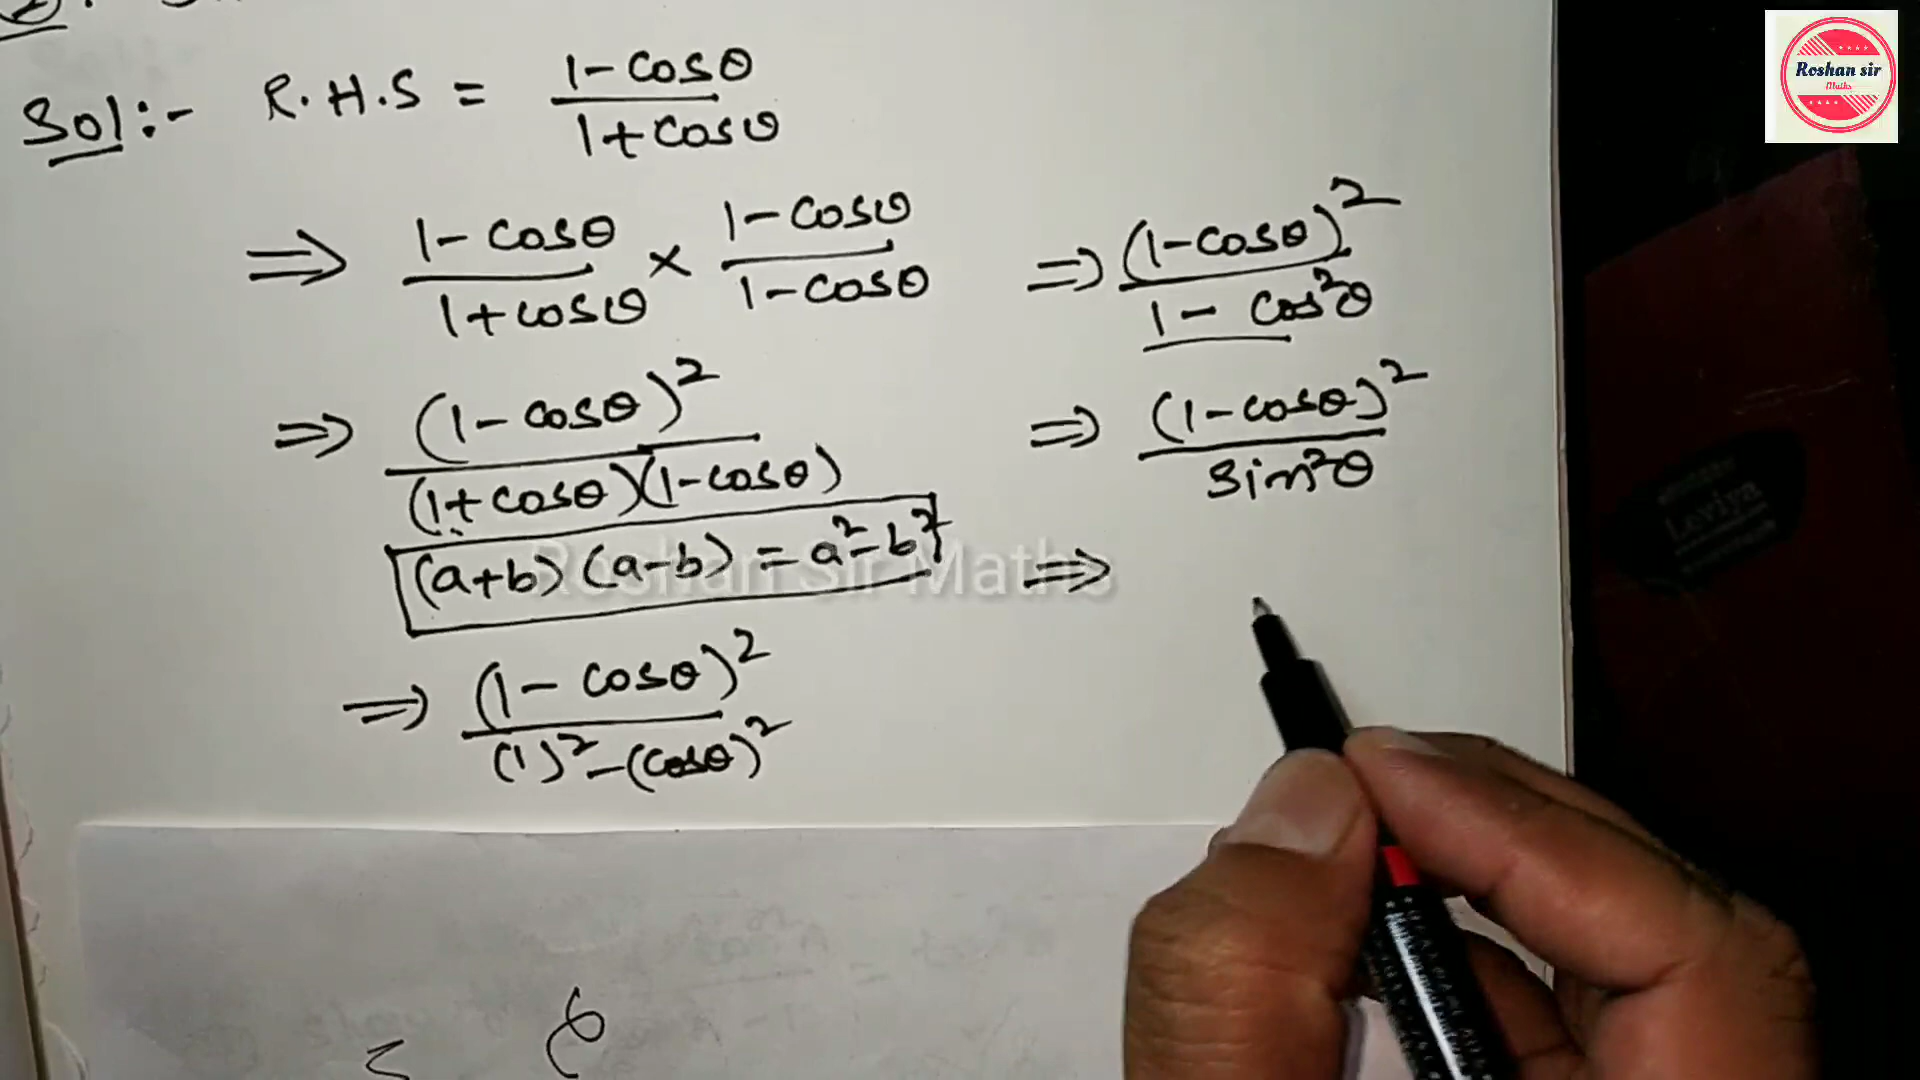 Sol:- R.H.S = (1-cosθ)/(1+cosθ)
⇒ (1-cosθ)/(1+cosθ) × (1-cosθ)/(1-cosθ)
⇒ (1-cosθ)²/((1+cosθ)(1-cosθ))
(a+b)(a-b) = a²-b²
⇒ (1-cosθ)²/((1)²-(cosθ)²)
⇒ (1-cosθ)²/(1-cos²θ)
⇒ (1-cosθ)²/sin²θ
⇒
Roshan Sir Maths
Roshan sir
Maths
Leviya